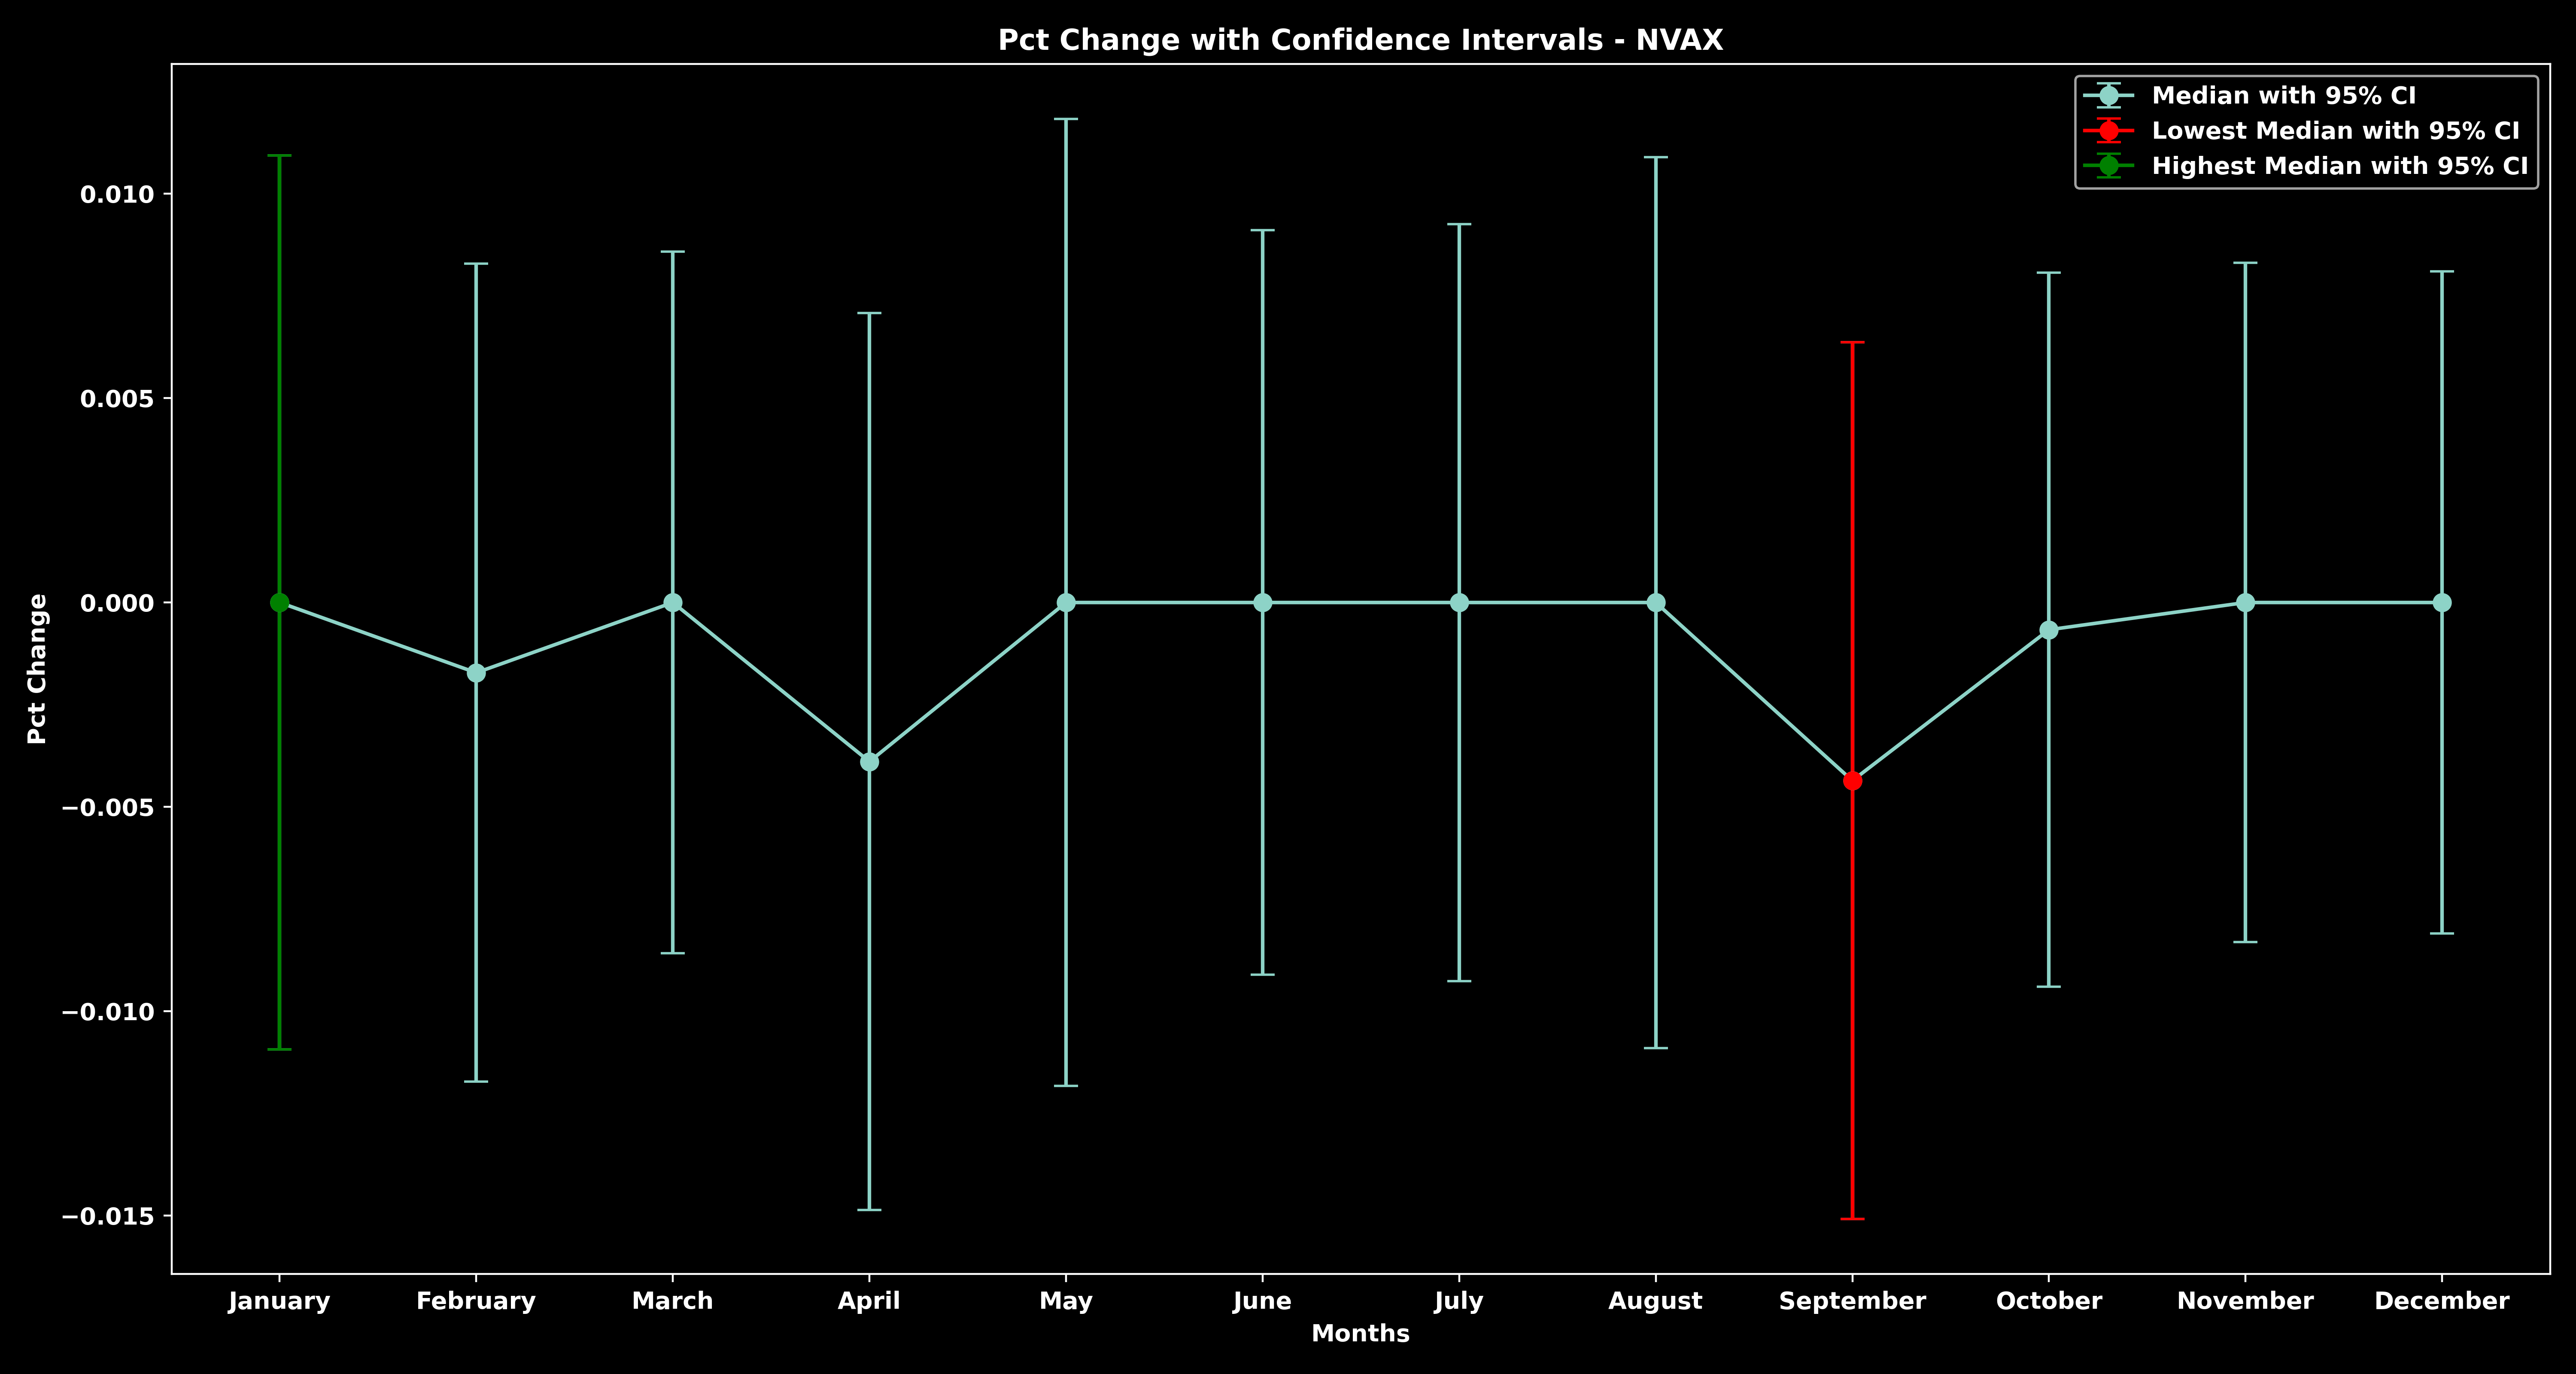 Pct Change with Confidence Intervals - NVAX
Median with 95% CI
Lowest Median with 95% CI
Highest Median with 95% CI
0.010
0.005
0.000
−0.005
−0.010
−0.015
Pct Change
January February March April May June July August September October November December
Months